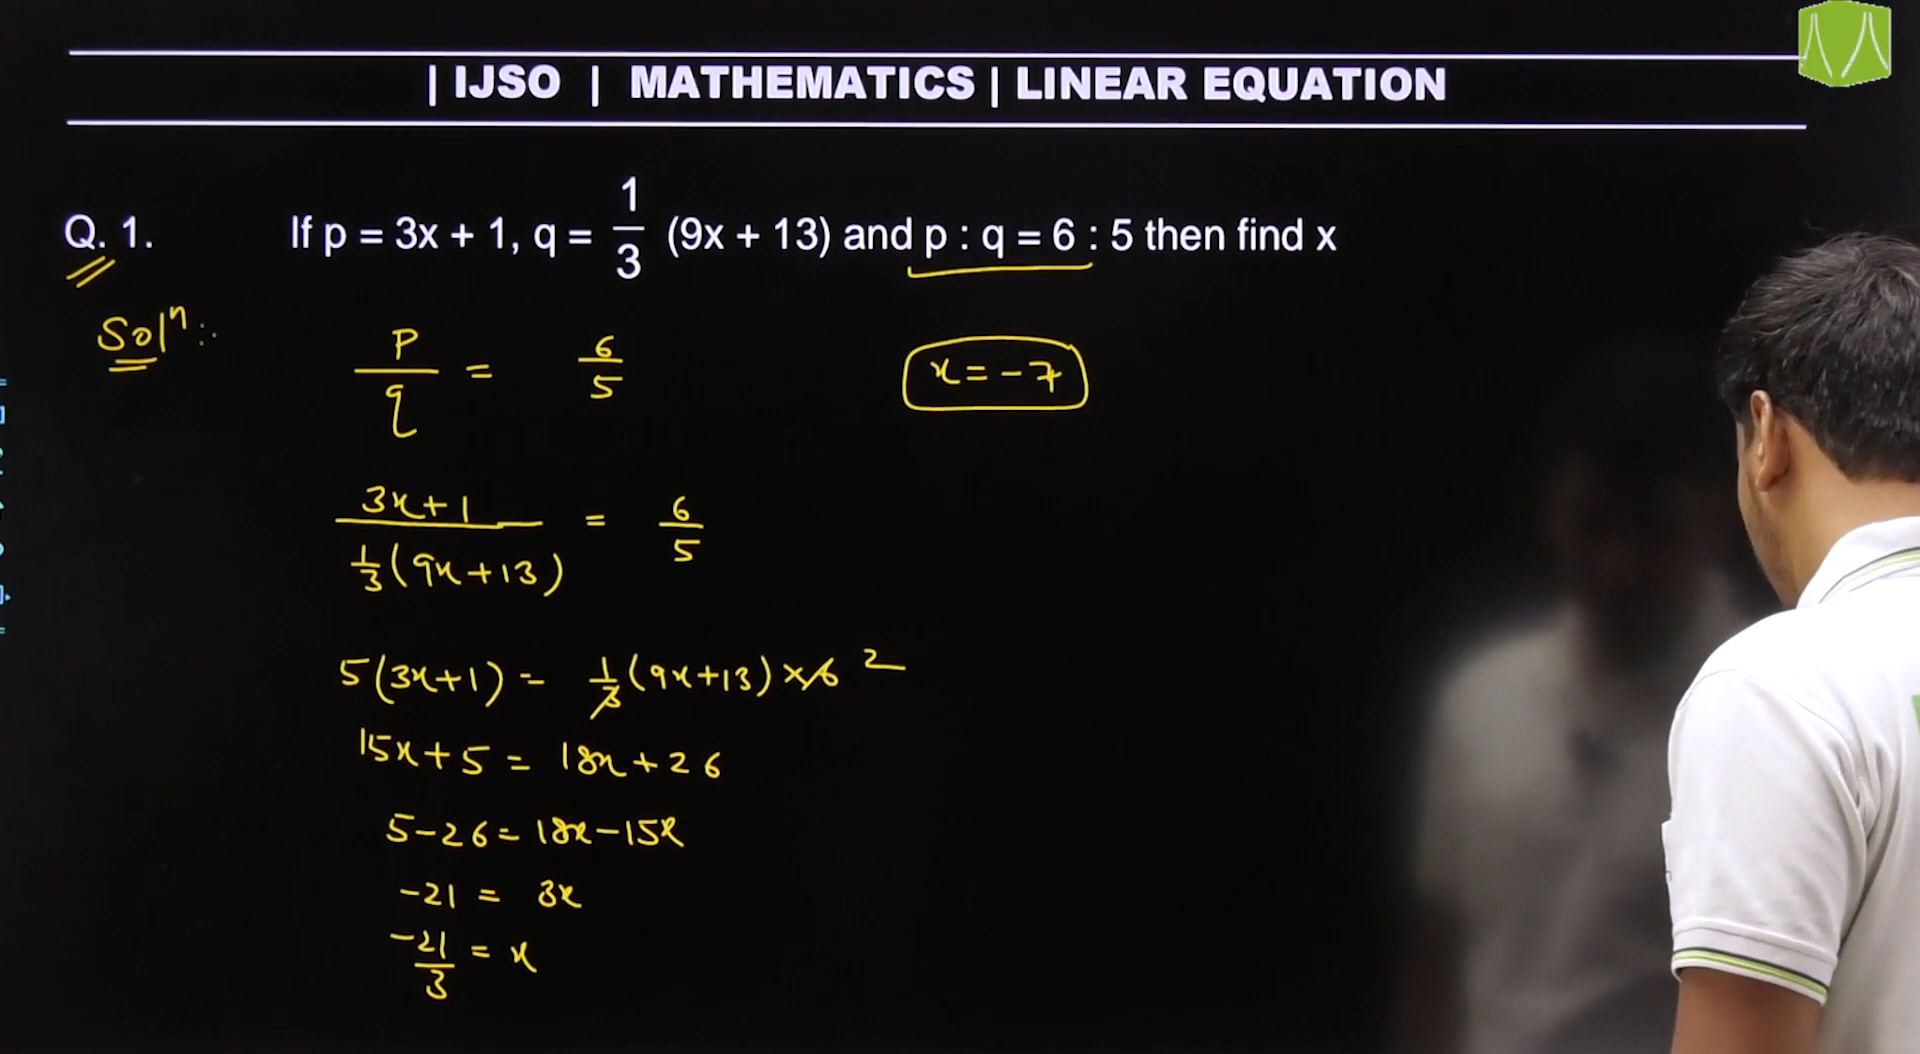 | IJSO | MATHEMATICS | LINEAR EQUATION
Q. 1. If p = 3x + 1, q = 1/3 (9x + 13) and p : q = 6 : 5 then find x
Solⁿ :
p/q = 6/5
x = -7
3x+1 / 1/3(9x+13) = 6/5
5(3x+1) = 1/3(9x+13) × 6 2
15x+5 = 18x+26
5-26 = 18x-15x
-21 = 3x
-21/3 = x